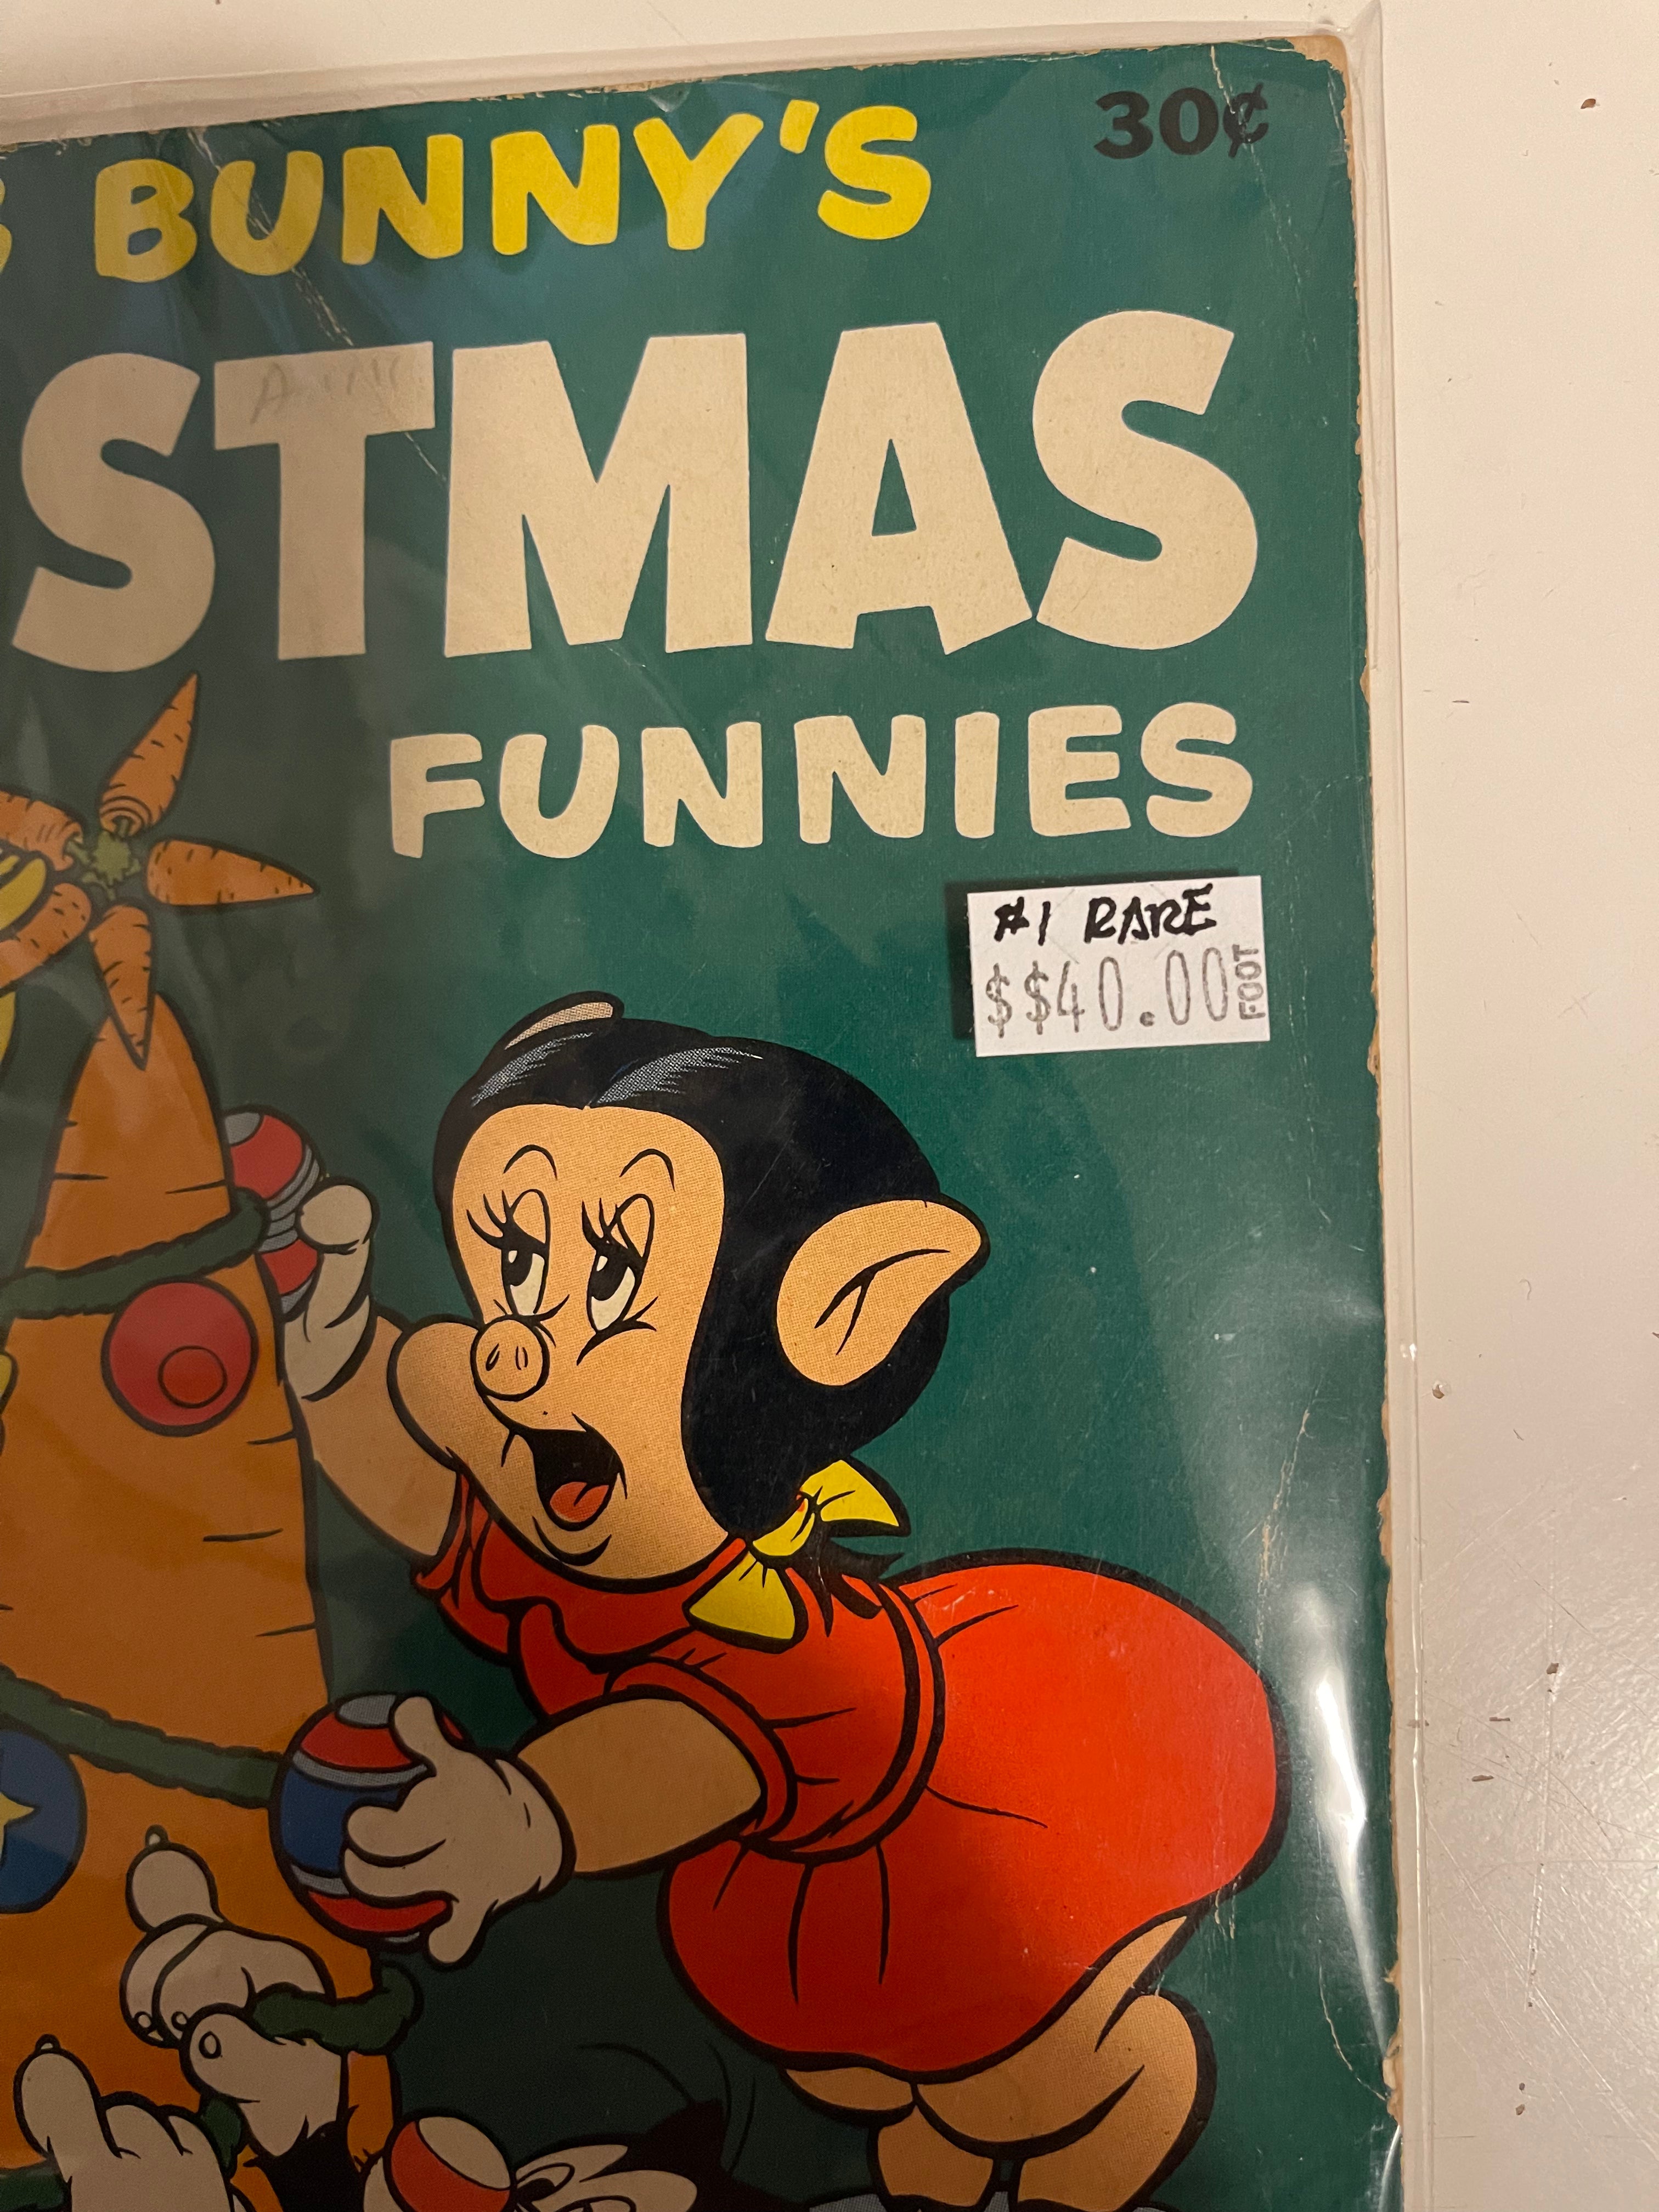 30¢
BUNNY'S
STMAS
FUNNIES
#1 RARE
$$40.00 FOOT